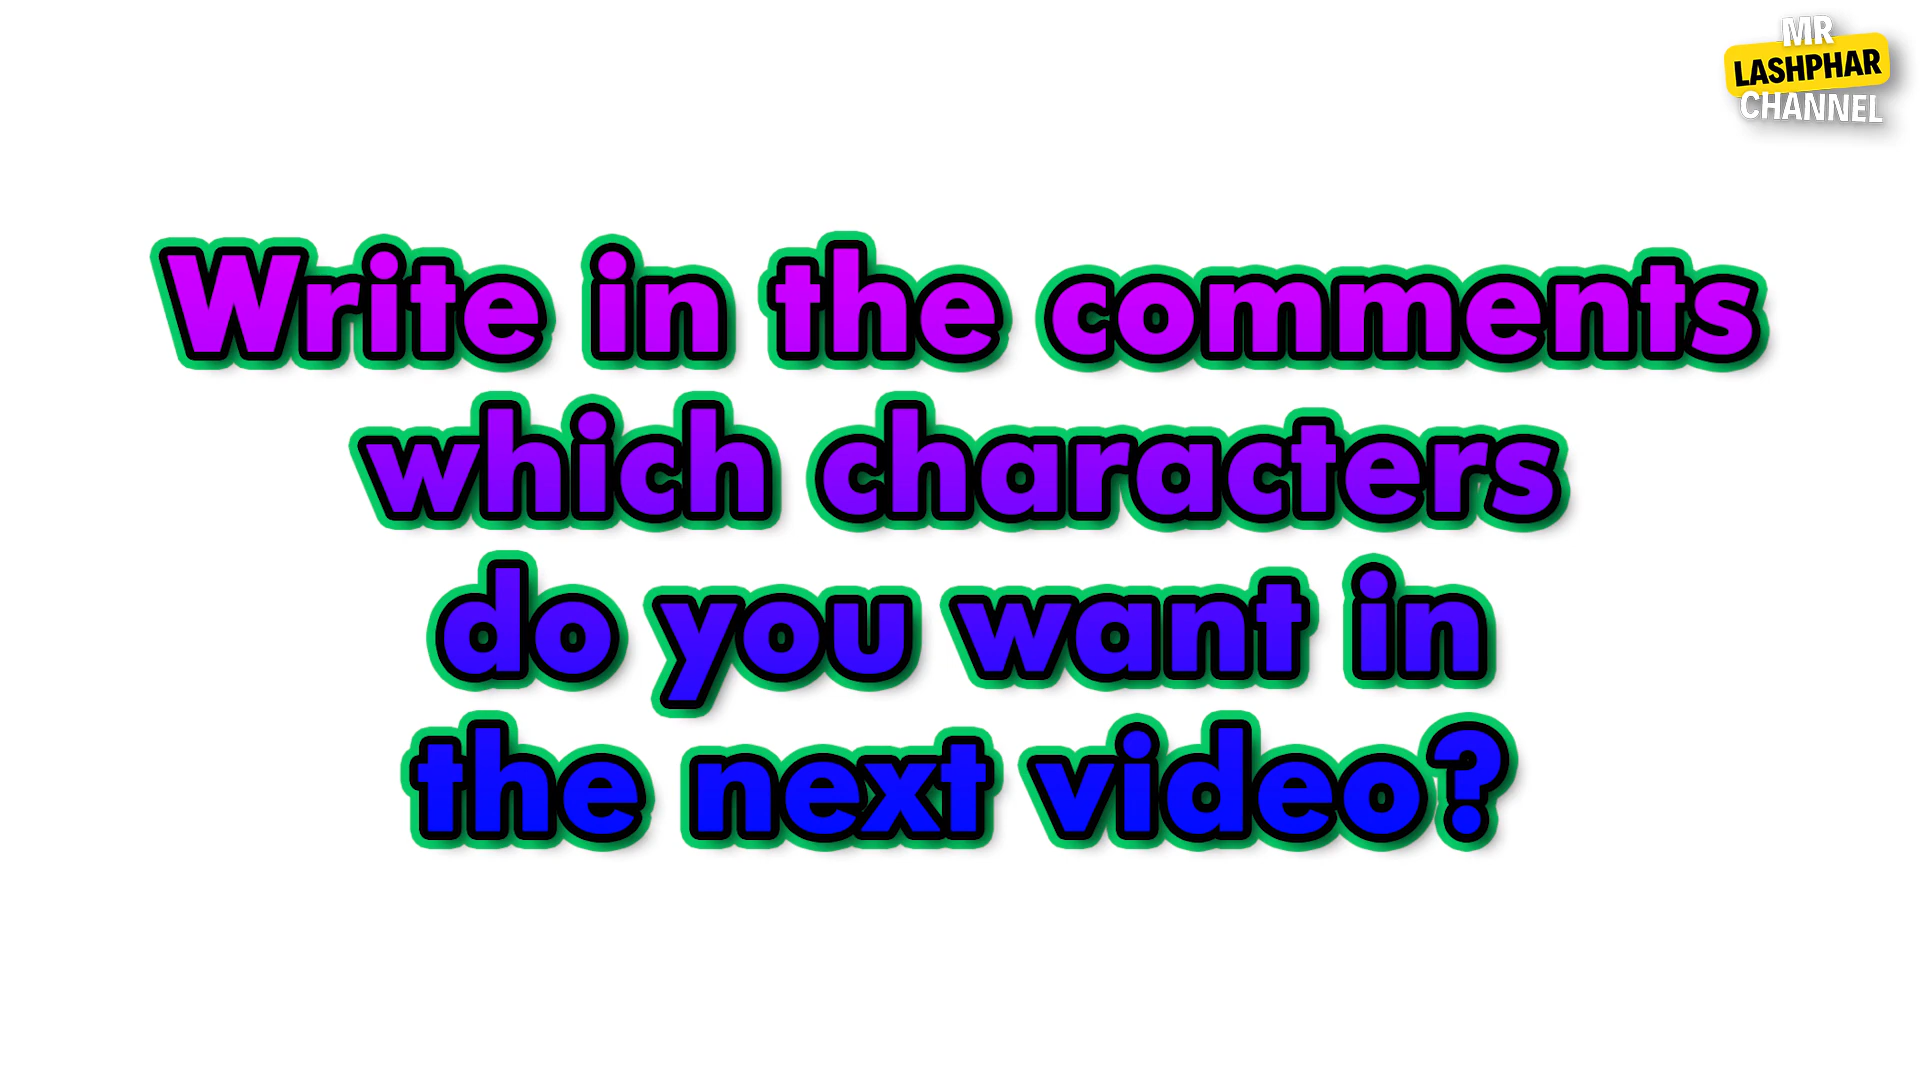 MR
LASHPHAR
CHANNEL
Write in the comments
which characters
do you want in
the next video?